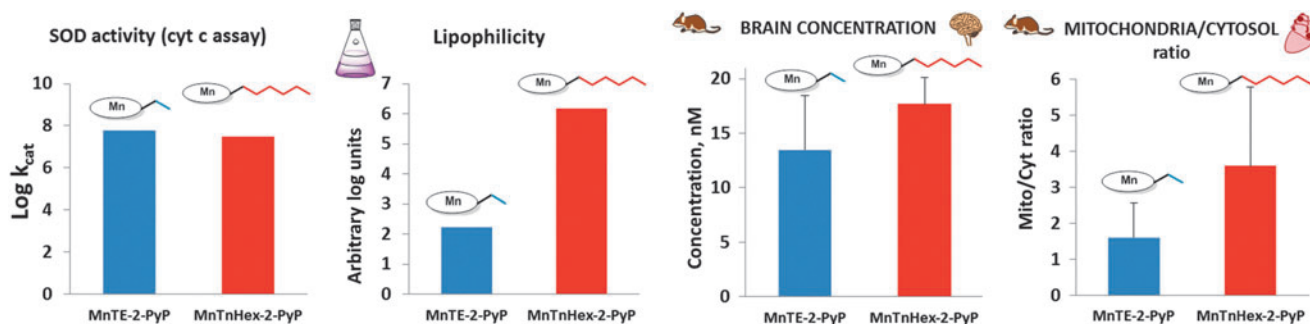 SOD activity (cyt c assay)
Log kcat
10
8
6
4
2
0
Mn
Mn
MnTE-2-PyP MnTnHex-2-PyP
Lipophilicity
Arbitrary log units
7
6
5
4
3
2
1
0
Mn
Mn
MnTE-2-PyP MnTnHex-2-PyP
BRAIN CONCENTRATION
Concentration, nM
20
15
10
5
0
Mn
Mn
MnTE-2-PyP MnTnHex-2-PyP
MITOCHONDRIA/CYTOSOL
ratio
Mito/Cyt ratio
6
5
4
3
2
1
0
Mn
Mn
MnTE-2-PyP MnTnHex-2-PyP